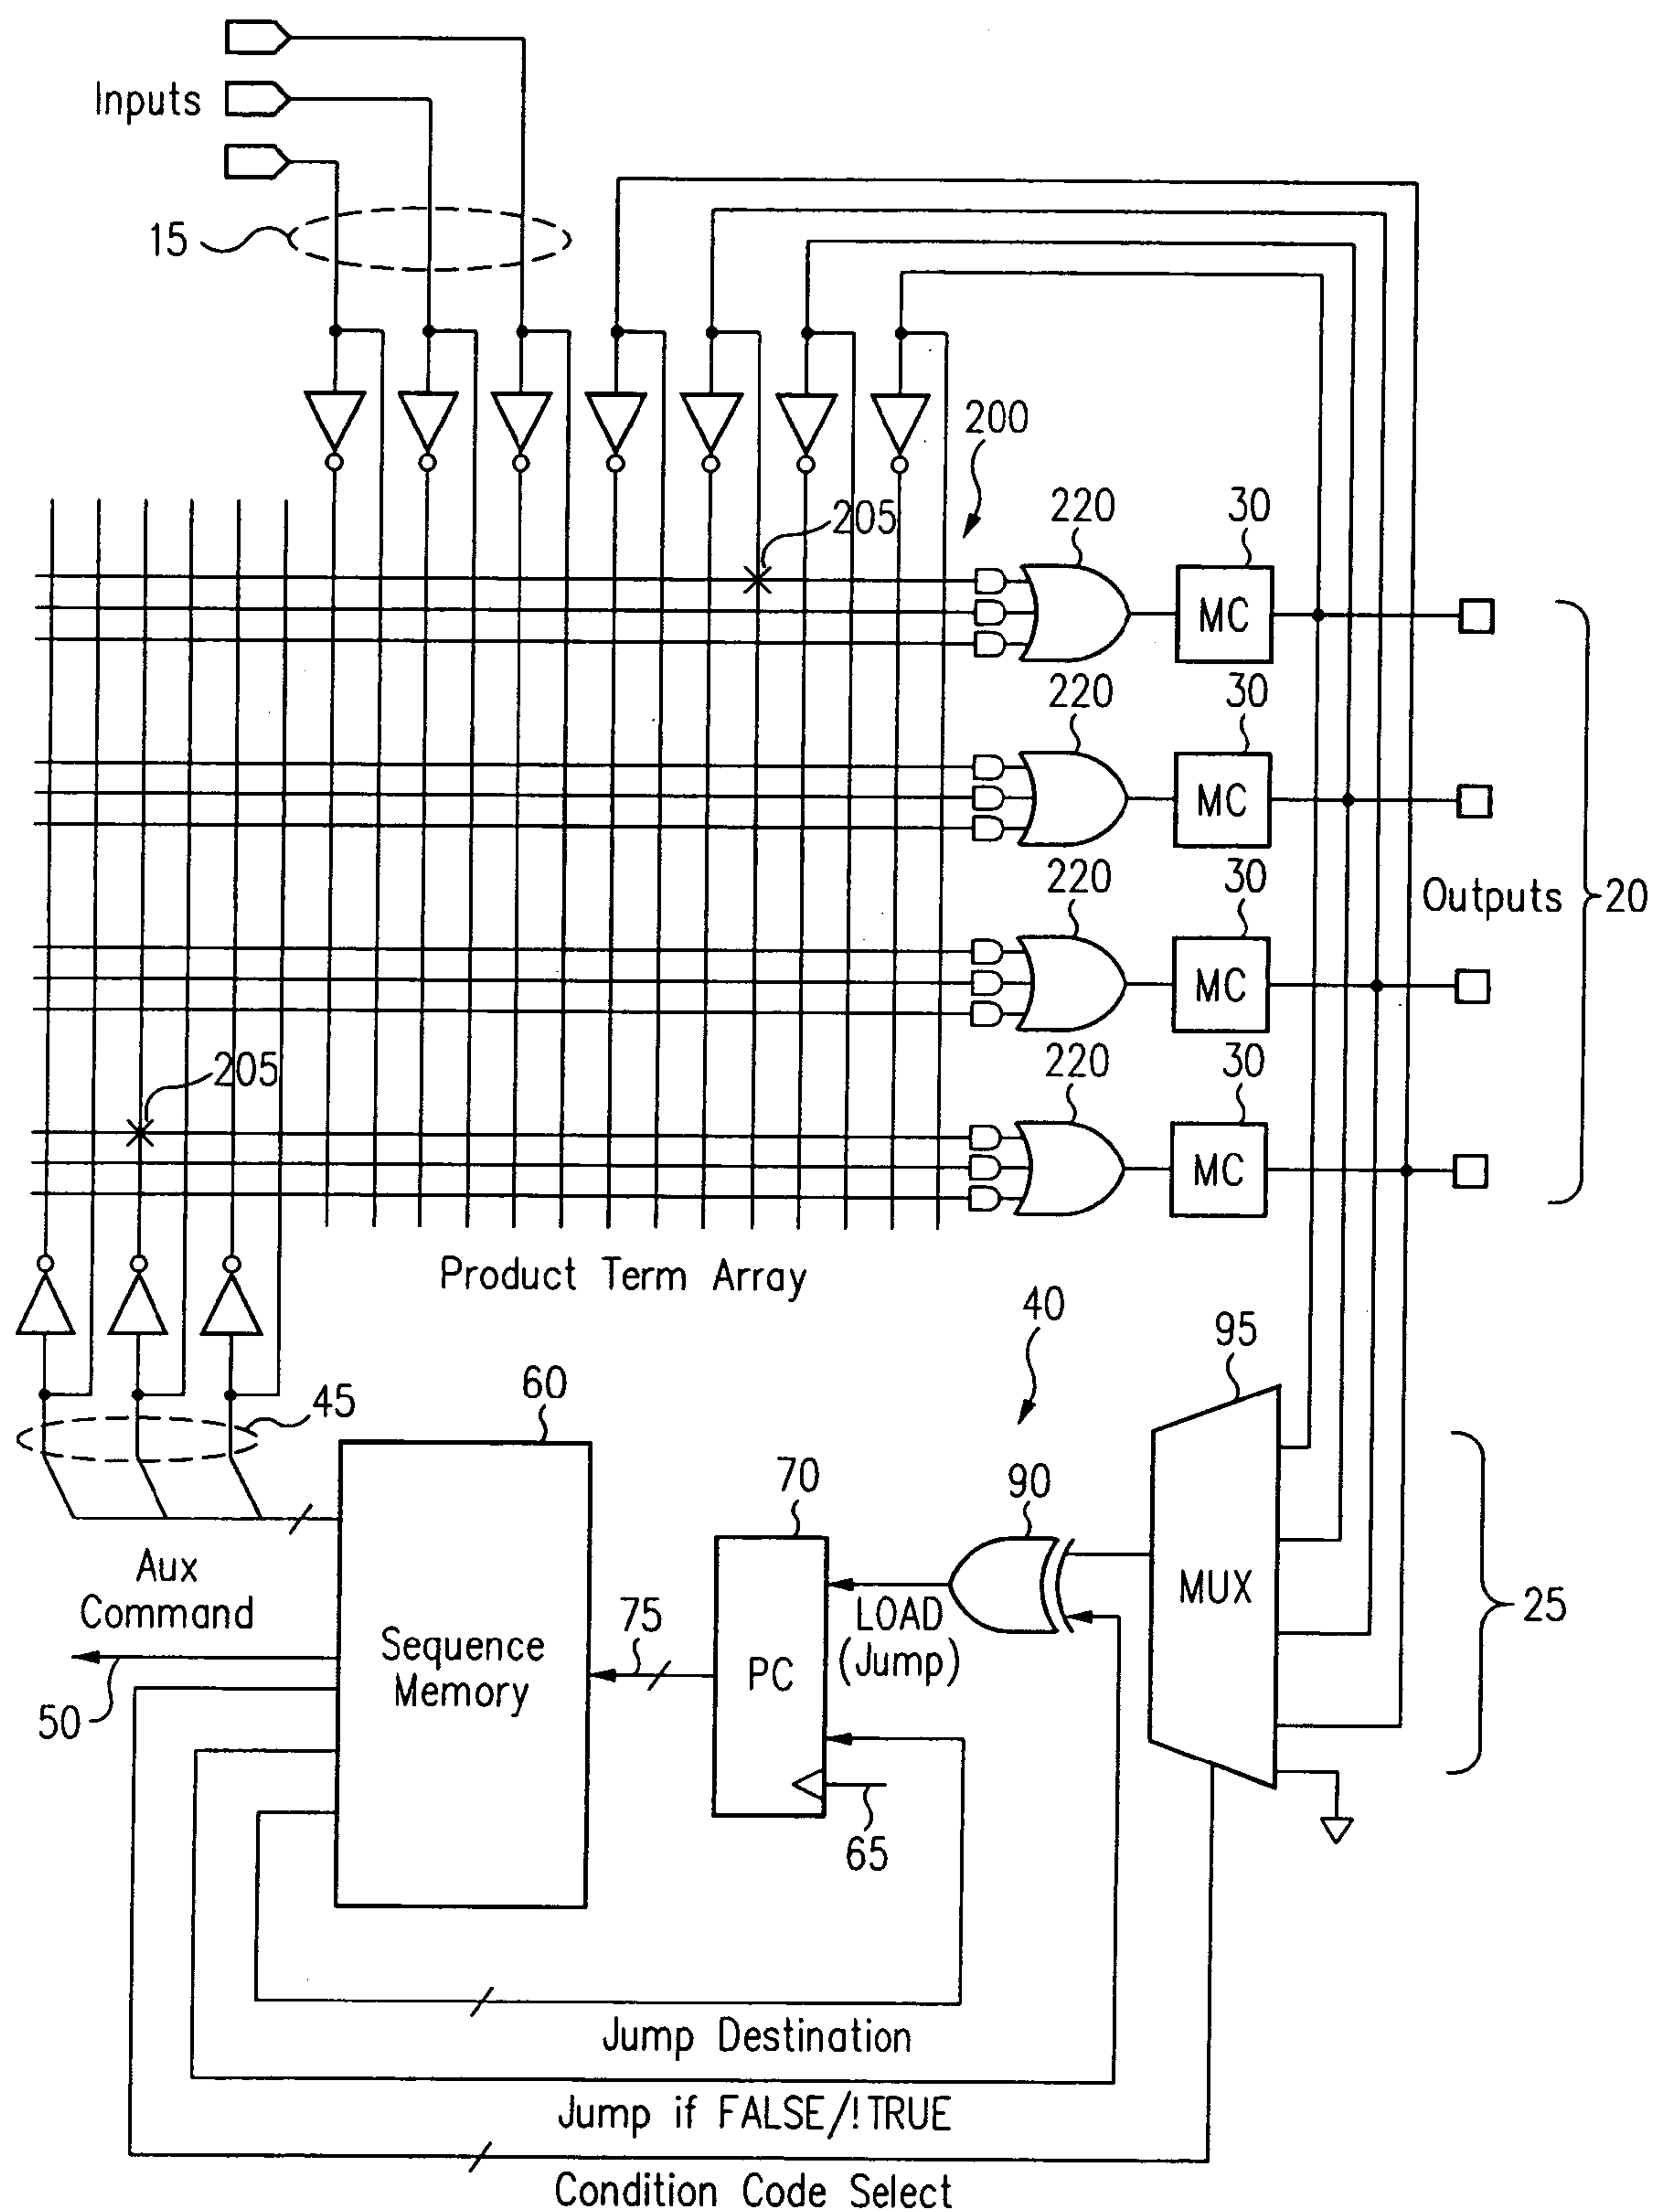 Inputs
15
200
205
220
30
MC
220
30
MC
220
30
Outputs
20
MC
205
220
30
MC
Product Term Array
40
95
45
60
70
90
MUX
25
Aux
Command
Sequence
Memory
75
PC
LOAD
(Jump)
50
65
Jump Destination
Jump if FALSE/!TRUE
Condition Code Select